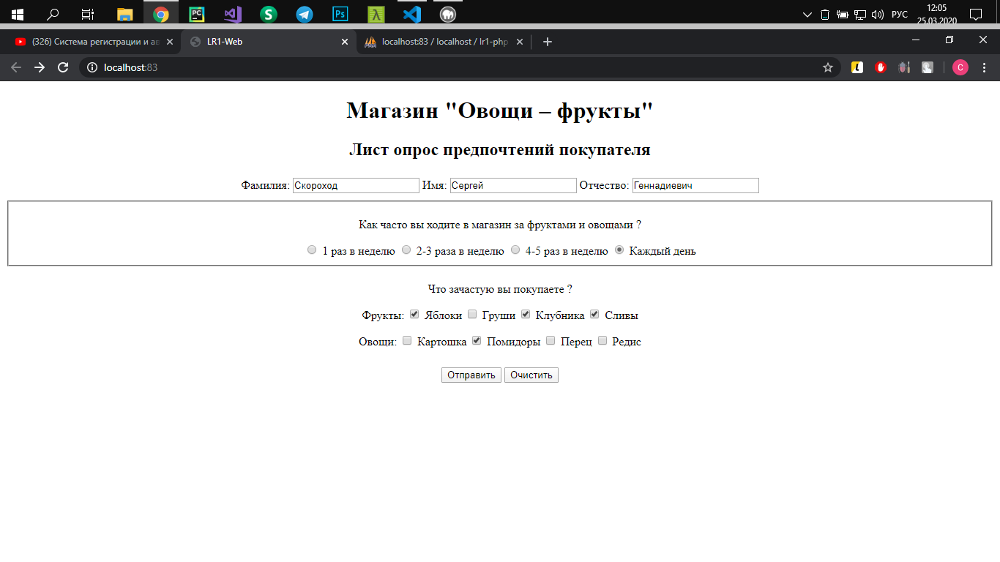 РУС
12:05
25.03.2020
(326) Система регистрации и ав
LR1-Web
localhost:83 / localhost / lr1-php
localhost:83
Магазин "Овощи – фрукты"
Лист опрос предпочтений покупателя
Фамилия: Скороход Имя: Сергей Отчество: Геннадиевич
Как часто вы ходите в магазин за фруктами и овощами ?
1 раз в неделю 2-3 раза в неделю 4-5 раз в неделю Каждый день
Что зачастую вы покупаете ?
Фрукты: Яблоки Груши Клубника Сливы
Овощи: Картошка Помидоры Перец Редис
Отправить Очистить